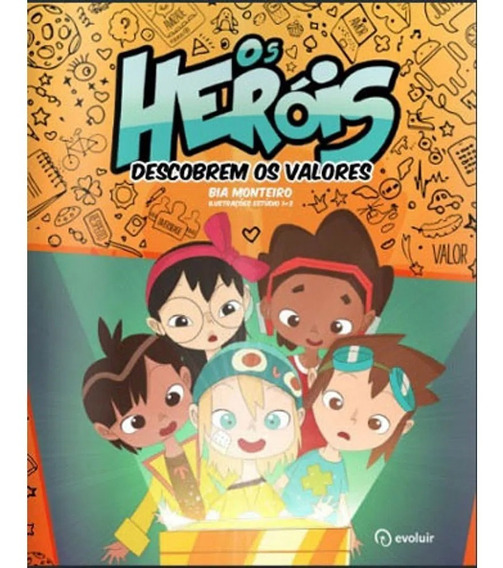 OS
HERÓIS
DESCOBREM OS VALORES
BIA MONTEIRO
ILUSTRAÇÕES ESTÚDIO 1+2
VALOR
evoluir